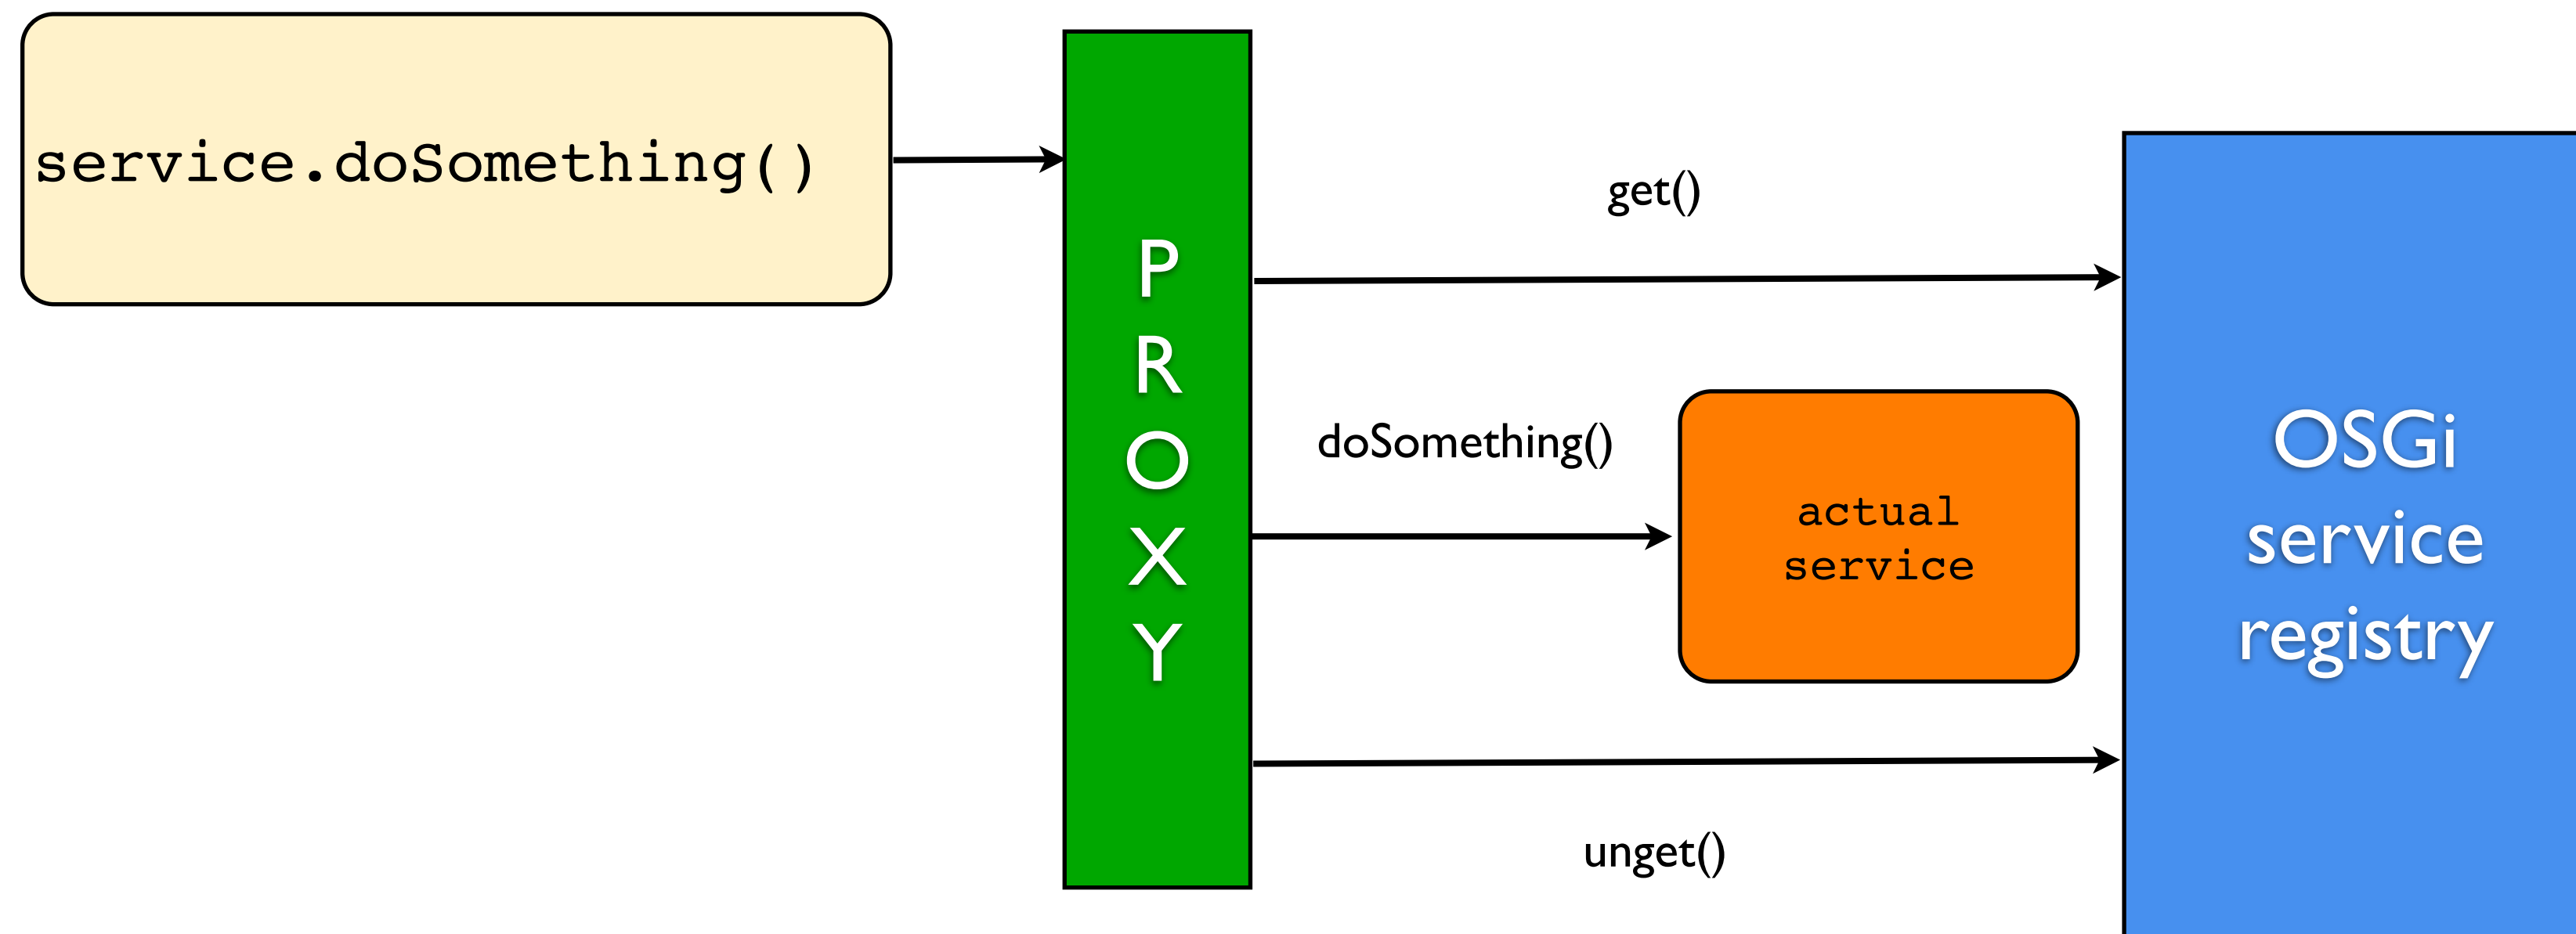 service.doSomething()
P
R
O
X
Y
get()
doSomething()
actual
service
unget()
OSGi
service
registry